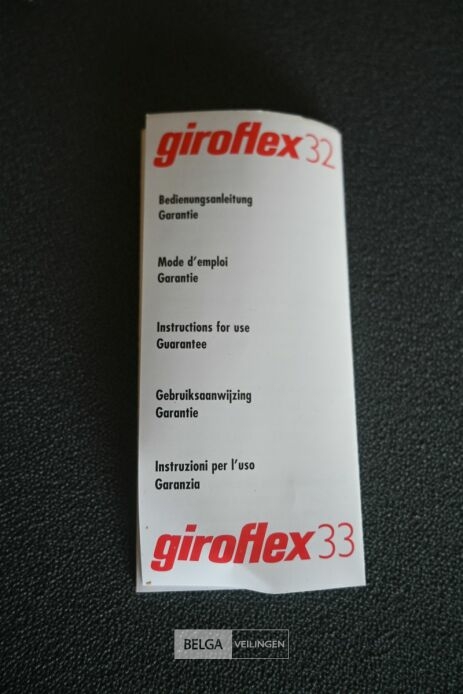 giroflex 32
Bedienungsanleitung
Garantie
Mode d'emploi
Garantie
Instructions for use
Guarantee
Gebruiksaanwijzing
Garantie
Instruzioni per l'uso
Garanzia
giroflex 33
BELGA VEILINGEN